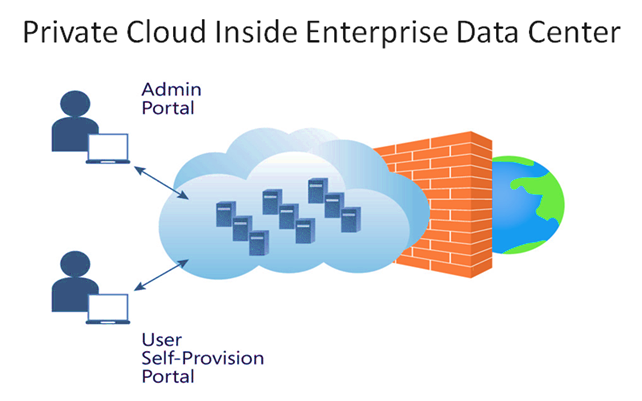 Private Cloud Inside Enterprise Data Center
Admin
Portal
User
Self-Provision
Portal